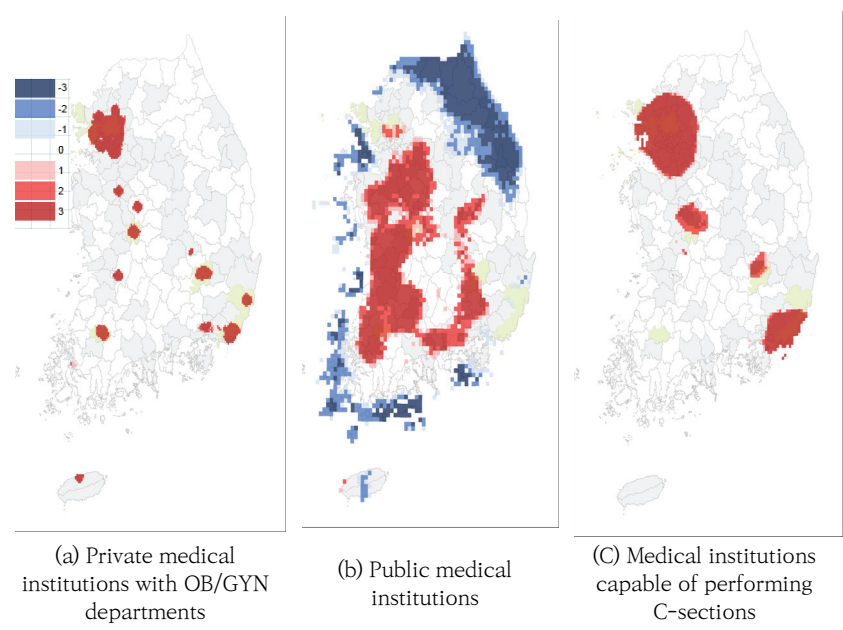 -3
-2
-1
0
1
2
3
(a) Private medical
institutions with OB/GYN
departments
(b) Public medical
institutions
(C) Medical institutions
capable of performing
C-sections